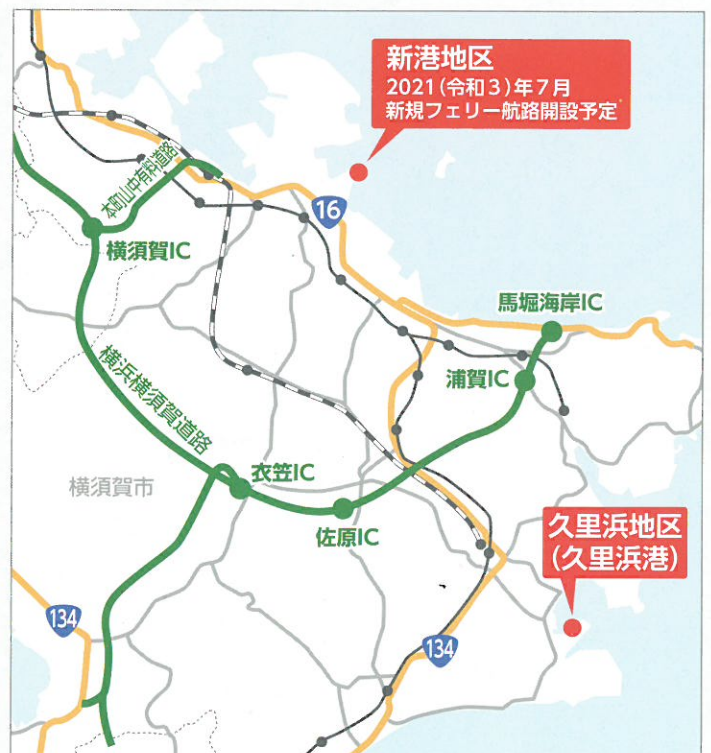 新港地区
2021(令和3)年7月
新規フェリー航路開設予定
本町山中有料道路
16
横須賀IC
馬堀海岸IC
浦賀IC
横浜横須賀道路
衣笠IC
横須賀市
佐原IC
久里浜地区
(久里浜港)
134
134